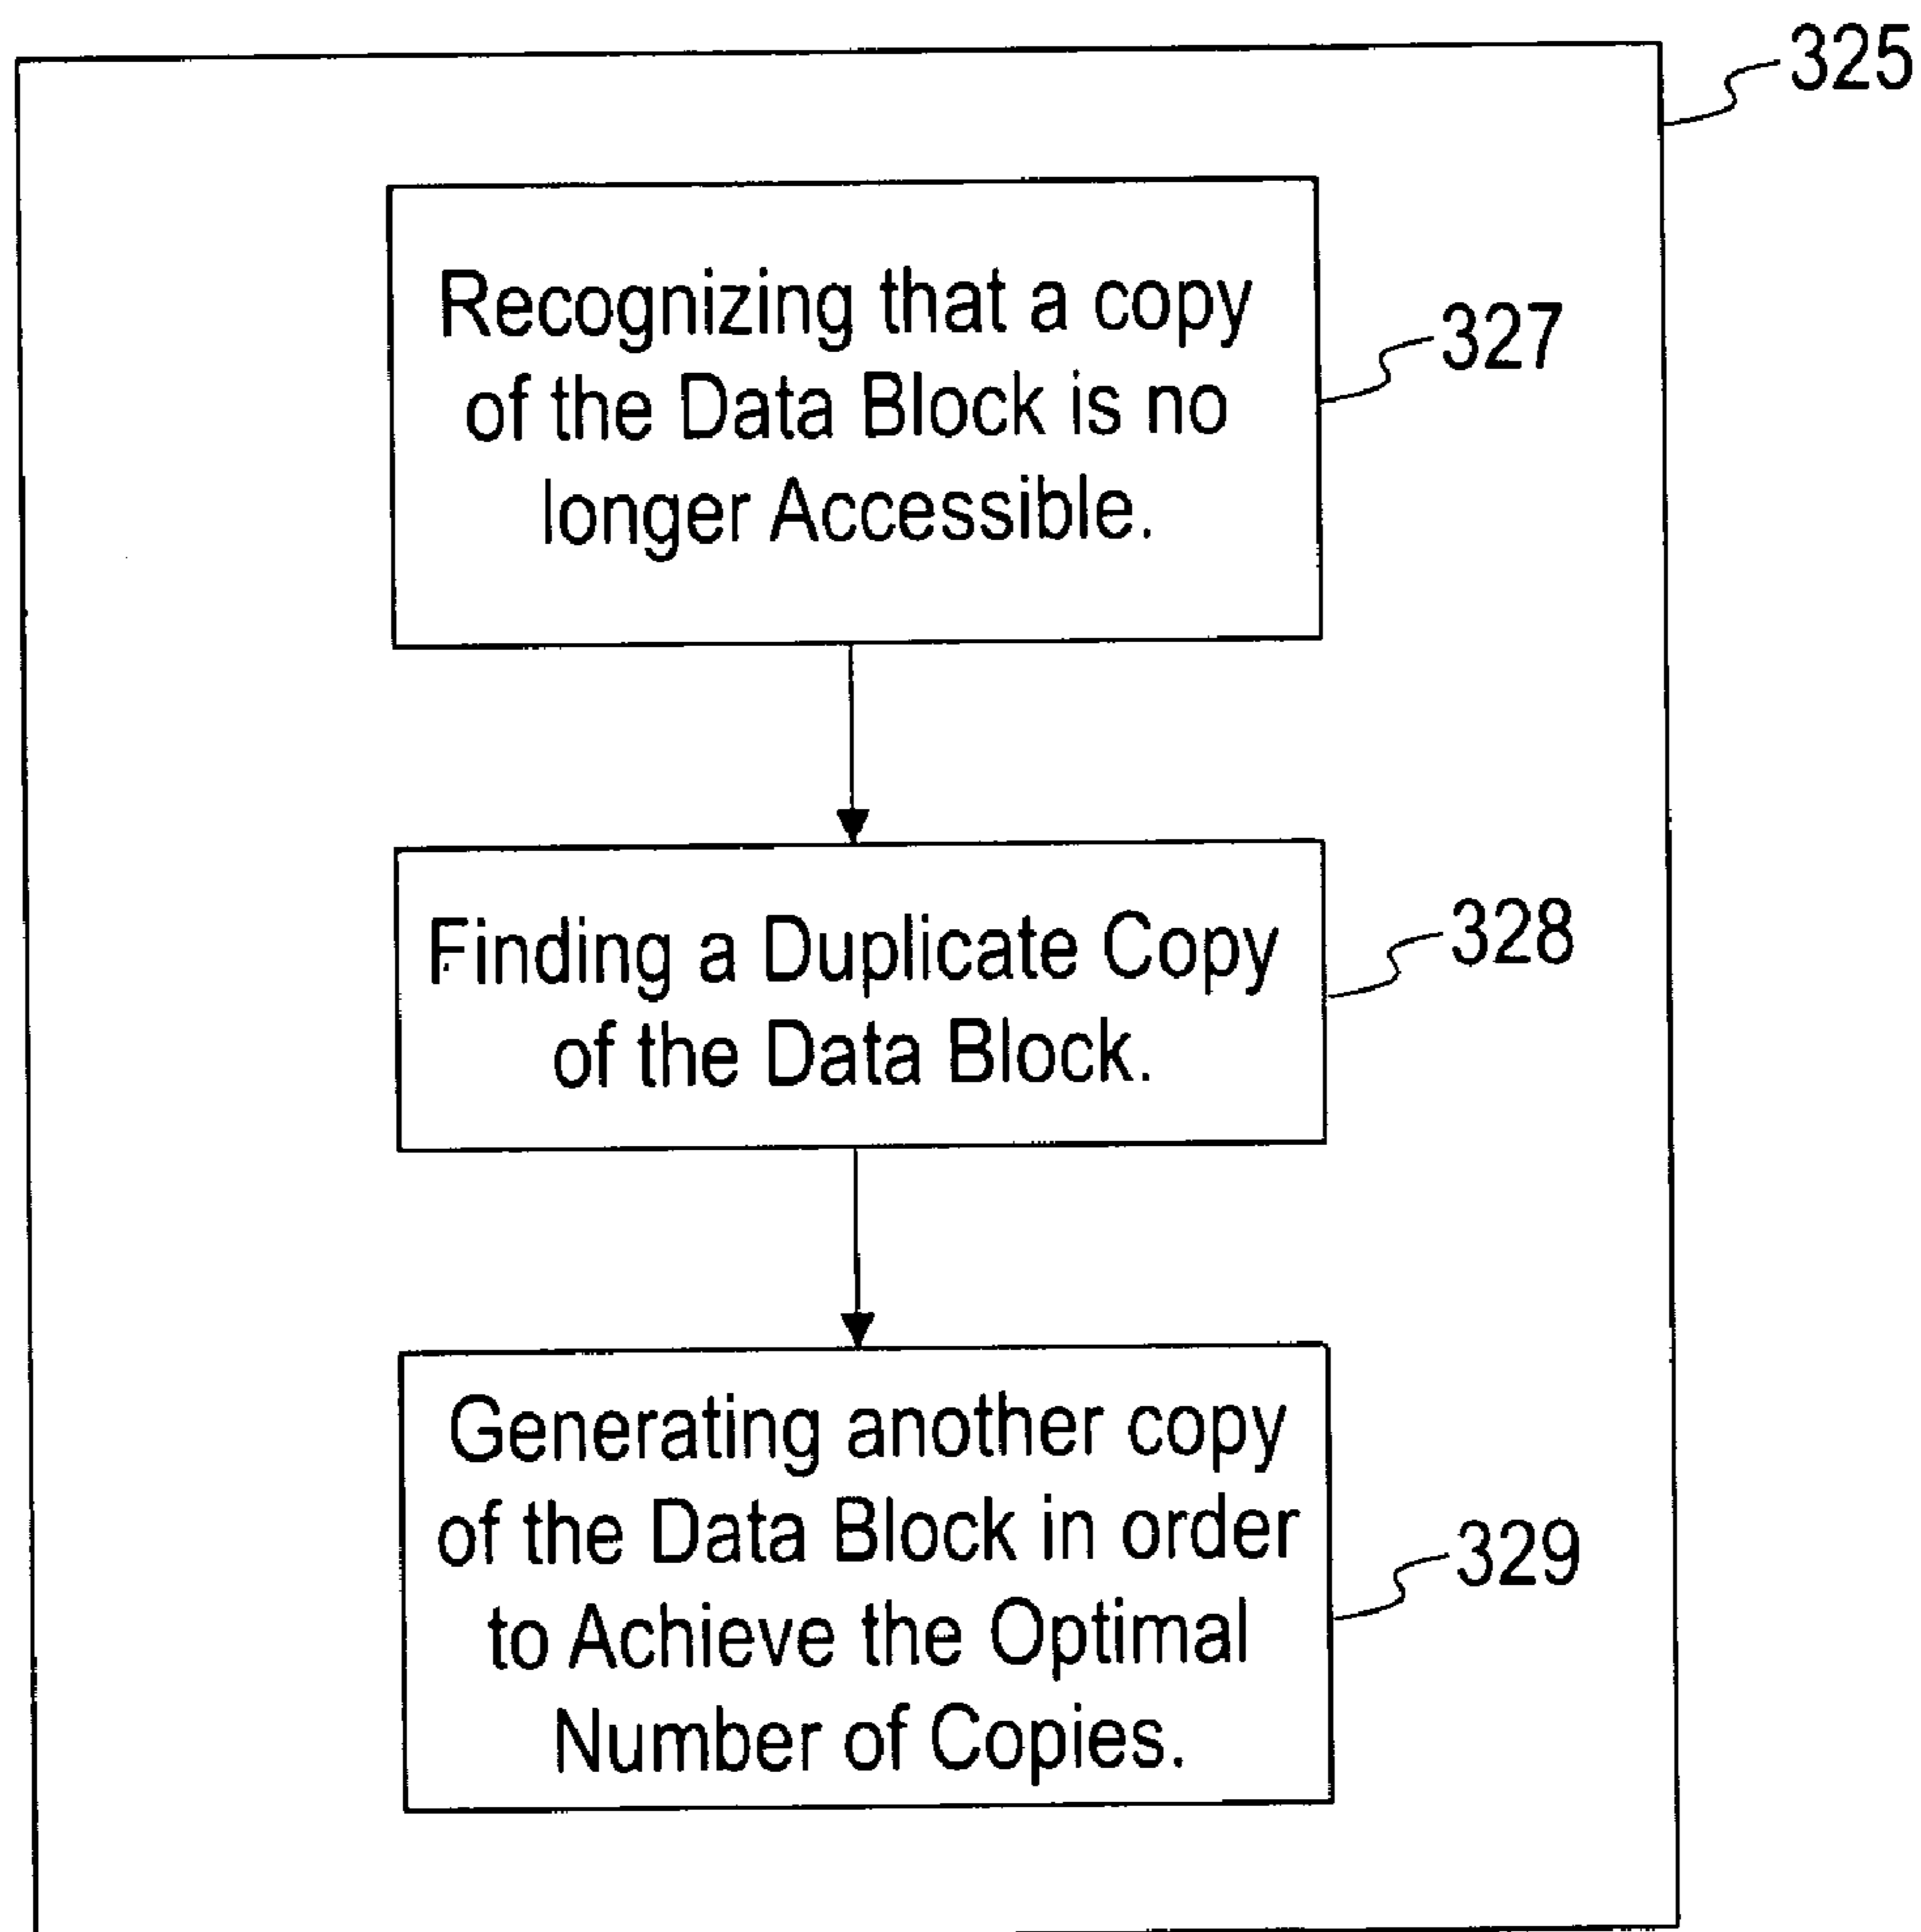 325
Recognizing that a copy
of the Data Block is no
longer Accessible.
327
Finding a Duplicate Copy
of the Data Block.
328
Generating another copy
of the Data Block in order
to Achieve the Optimal
Number of Copies.
329